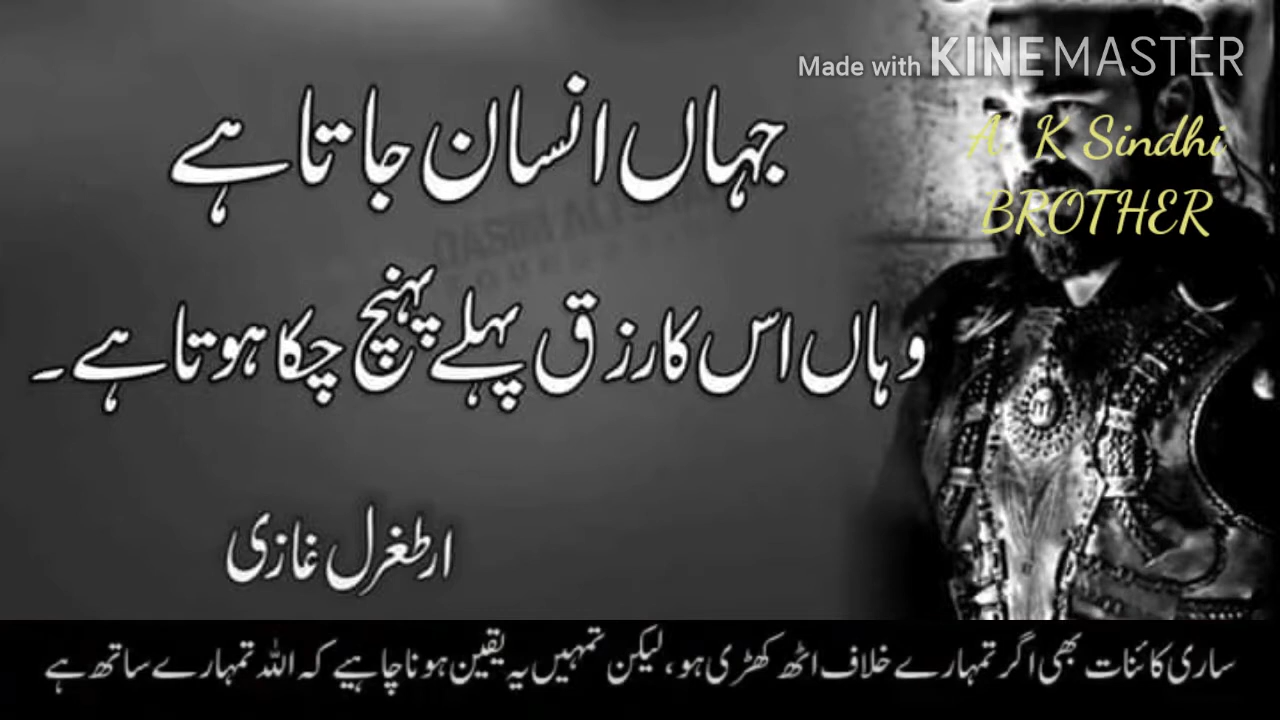 Made with KINEMASTER
A K Sindhi
BROTHER
جہاں انسان جاتا ہے
وہاں اس کا رزق پہلے پہنچ چکا ہوتا ہے۔
ارطغرل غازی
ساری کائنات بھی اگر تمہارے خلاف اٹھ کھڑی ہو، لیکن تمہیں یہ یقین ہونا چاہیے کہ اللہ تمہارے ساتھ ہے